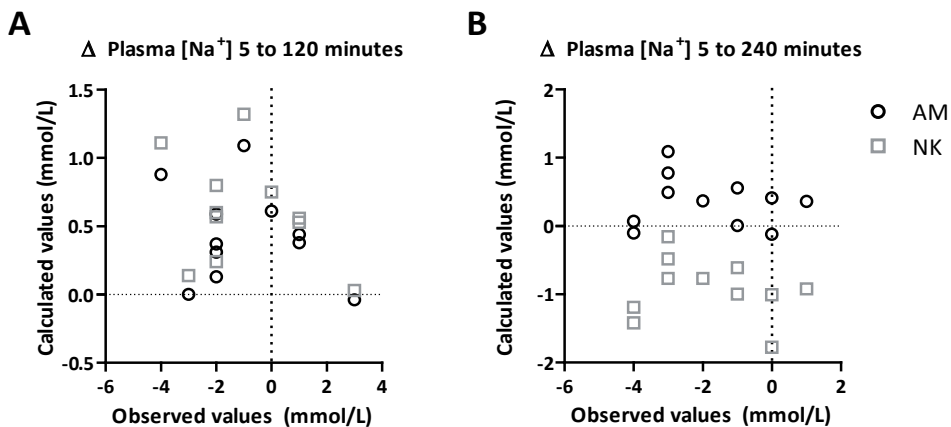 A
Δ Plasma [Na⁺] 5 to 120 minutes
Calculated values (mmol/L)
1.5
1.0
0.5
0.0
-0.5
-6 -4 -2 0 2 4
Observed values (mmol/L)
B
Δ Plasma [Na⁺] 5 to 240 minutes
Calculated values (mmol/L)
2
1
0
-1
-2
-6 -4 -2 0 2
Observed values (mmol/L)
AM
NK